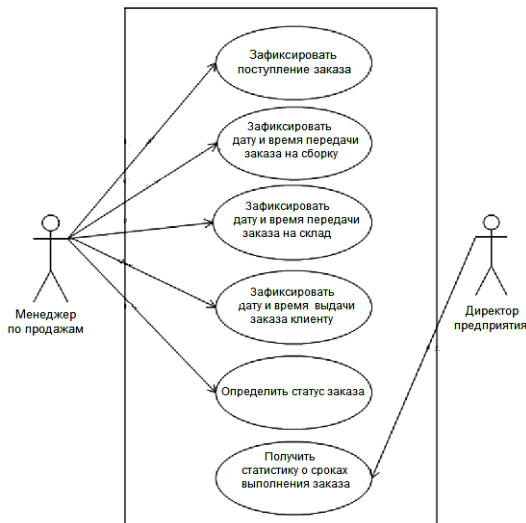 Зафиксировать
поступление заказа
Зафиксировать
дату и время передачи
заказа на сборку
Зафиксировать
дату и время передачи
заказа на склад
Зафиксировать
дату и время выдачи
заказа клиенту
Определить статус заказа
Получить
статистику о сроках
выполнения заказа
Менеджер
по продажам
Директор
предприятия